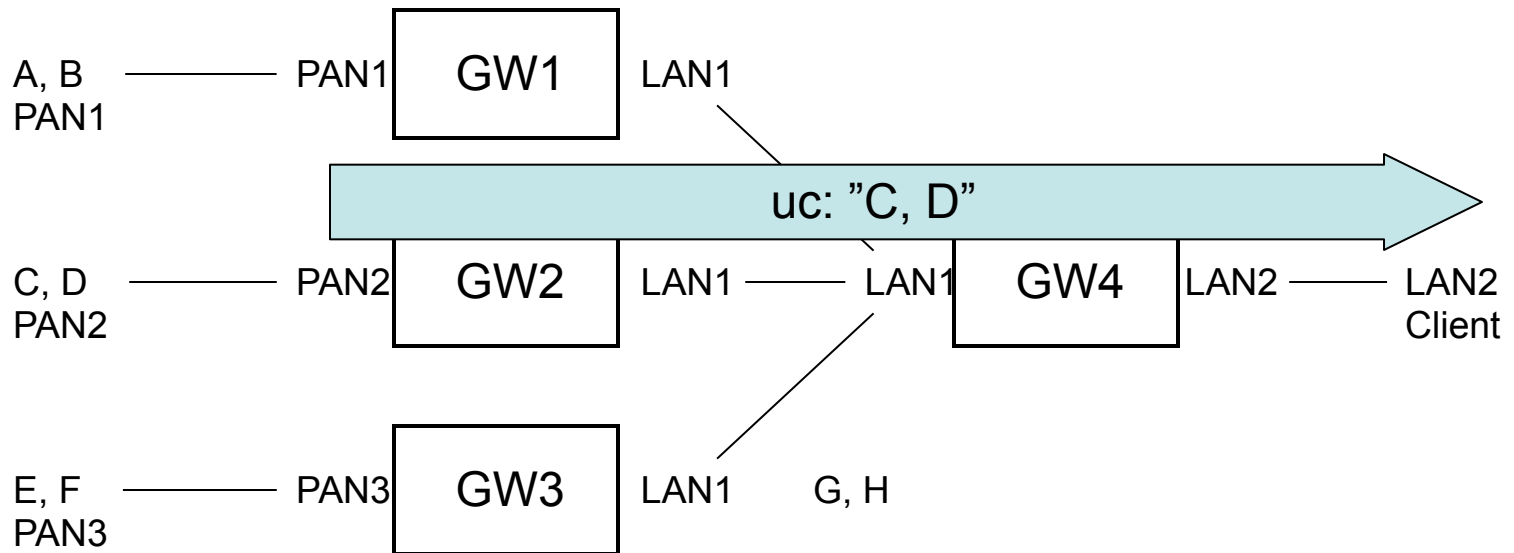 A, B
PAN1
PAN1
GW1
LAN1
uc: ”C, D”
C, D
PAN2
PAN2
GW2
LAN1
LAN1
GW4
LAN2
LAN2
Client
E, F
PAN3
PAN3
GW3
LAN1
G, H